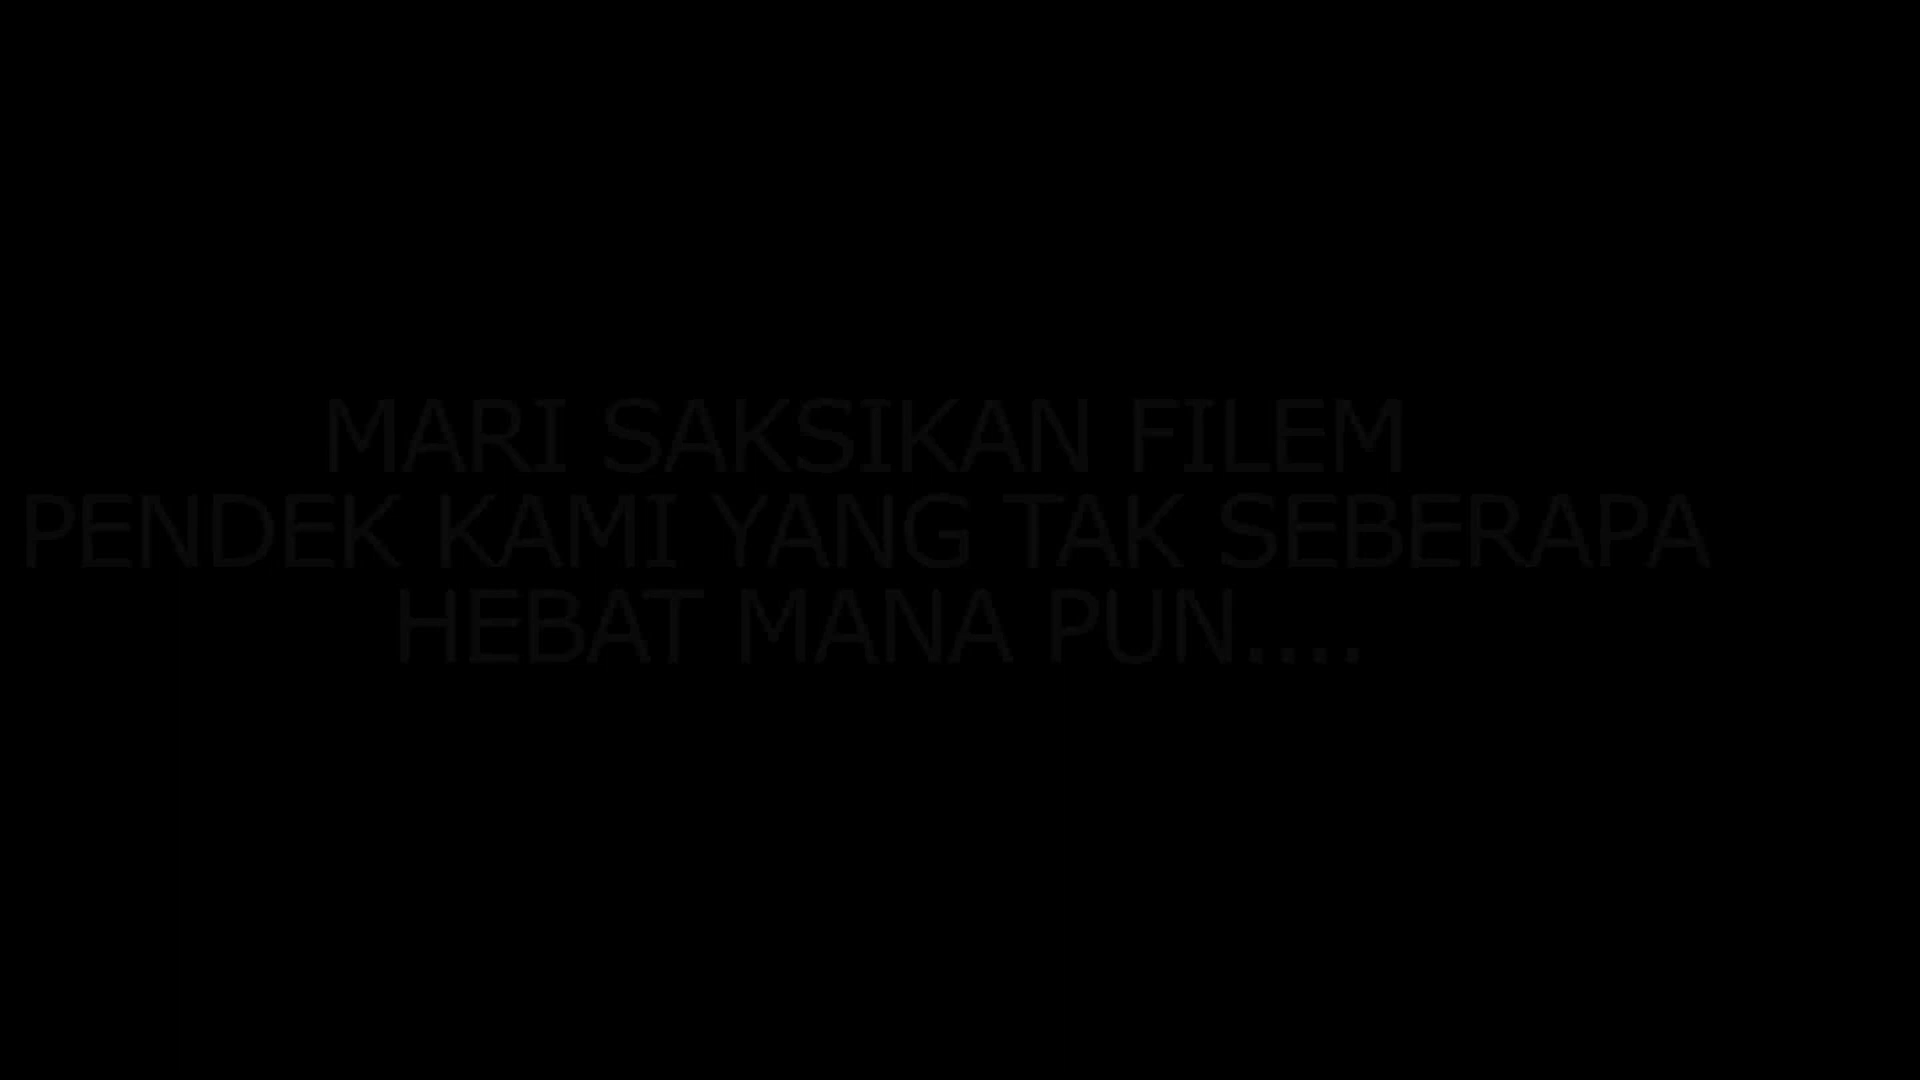 MARI SAKSIKAN FILEM
PENDEK KAMI YANG TAK SEBERAPA
HEBAT MANA PUN....